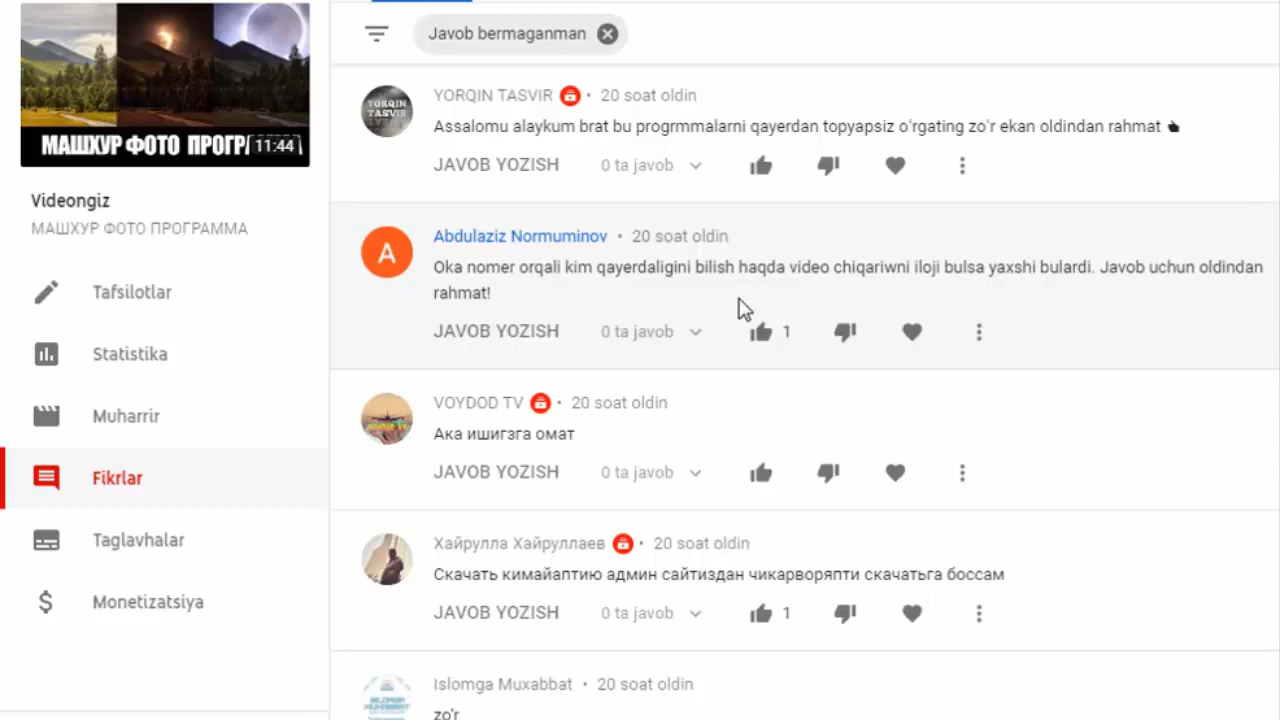 МАШХУР ФОТО ПРОГР
11:44
Videongiz
МАШХУР ФОТО ПРОГРАММА
Tafsilotlar
Statistika
Muharrir
Fikrlar
Taglavhalar
Monetizatsiya
Javob bermaganman
YORQIN TASVIR
YORQIN TASVIR • 20 soat oldin
Assalomu alaykum brat bu progrmmalarni qayerdan topyapsiz o'rgating zo'r ekan oldindan rahmat
JAVOB YOZISH 0 ta javob
A
Abdulaziz Normuminov • 20 soat oldin
Oka nomer orqali kim qayerdaligini bilish haqda video chiqariwni iloji bulsa yaxshi bulardi. Javob uchun oldindan
rahmat!
JAVOB YOZISH 0 ta javob 1
VOYDOD TV • 20 soat oldin
Ака ишигзга омат
JAVOB YOZISH 0 ta javob
Хайрулла Хайруллаев • 20 soat oldin
Скачать кимайаптию админ сайтиздан чикарворяпти скачатьга боссам
JAVOB YOZISH 0 ta javob 1
ISLOMGA MUXABBAT
Islomga Muxabbat • 20 soat oldin
zo'r